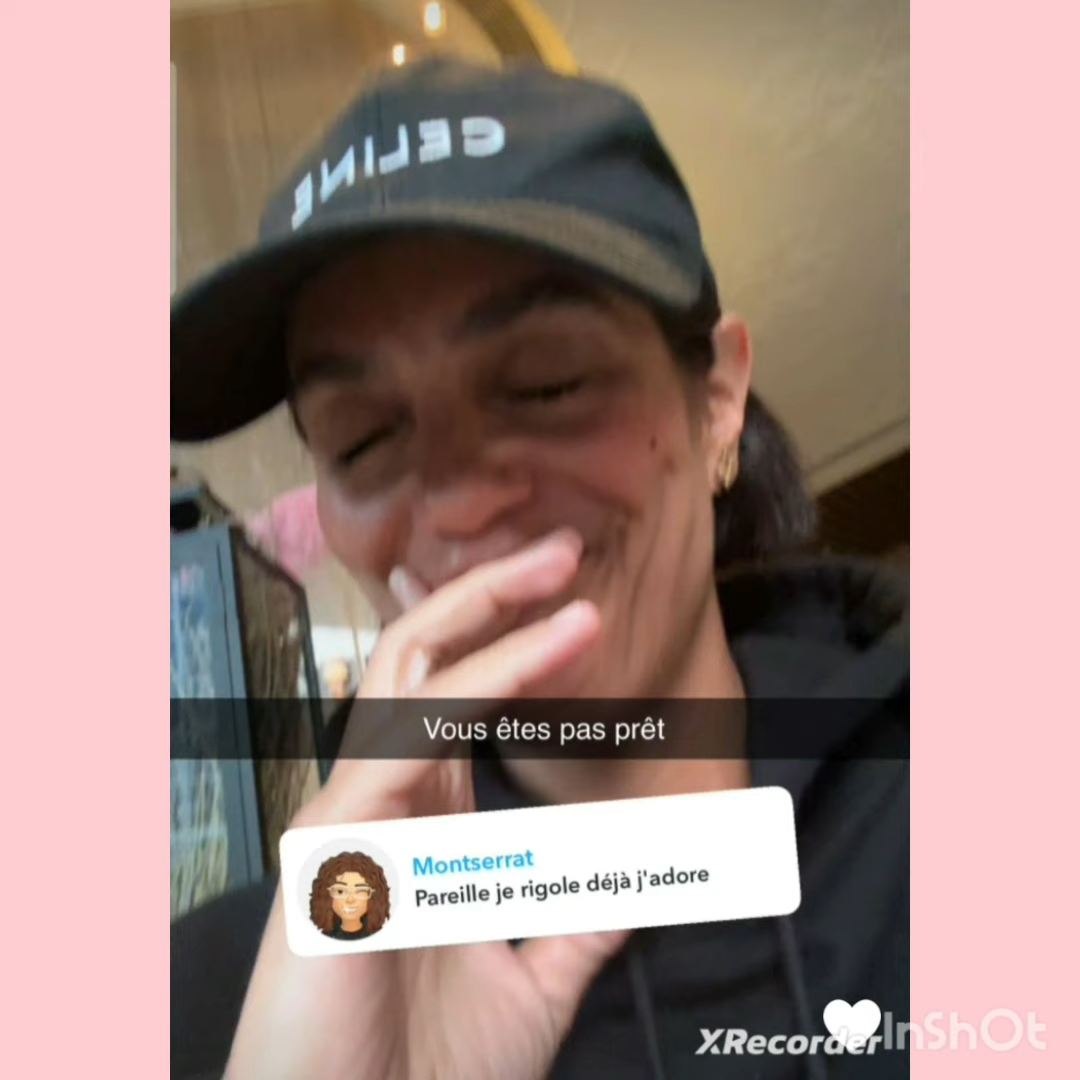 CELINE
Vous êtes pas prêt
Montserrat
Pareille je rigole déjà j'adore
XRecorder
InShOt